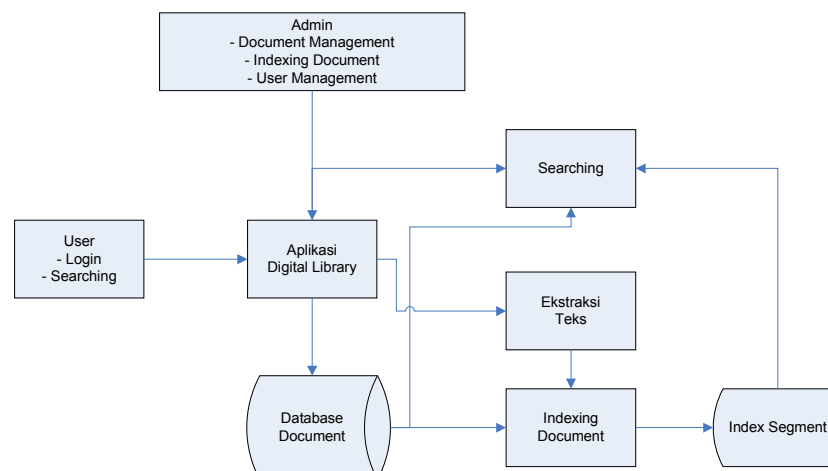 Admin
- Document Management
- Indexing Document
- User Management
Searching
User
- Login
- Searching
Aplikasi
Digital Library
Ekstraksi
Teks
Database
Document
Indexing
Document
Index Segment